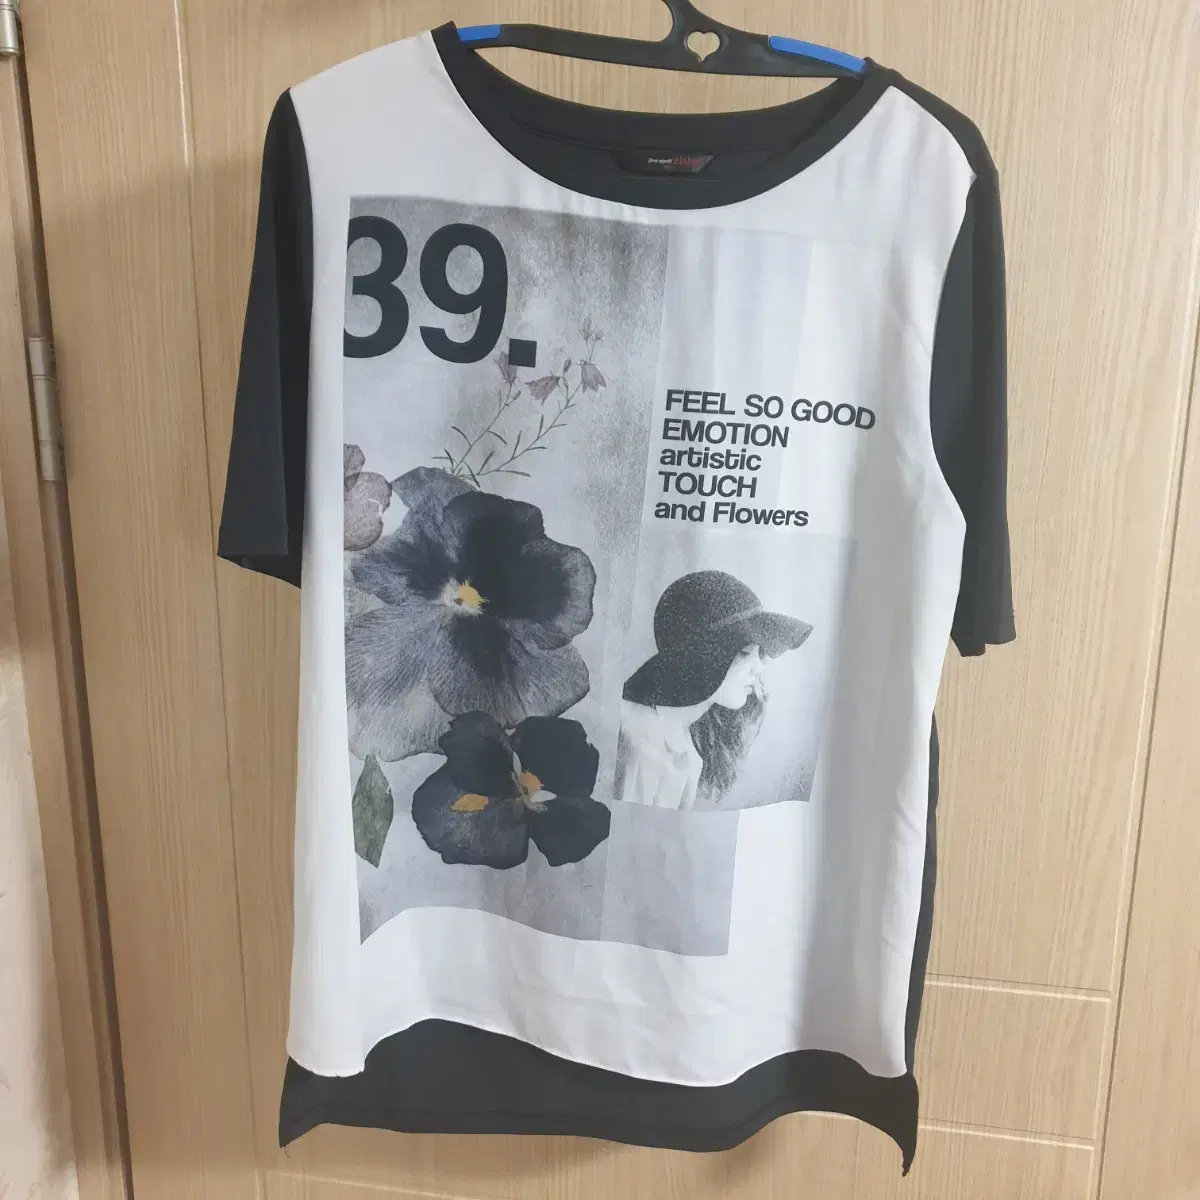 39.
FEEL SO GOOD
EMOTION
artistic
TOUCH
and Flowers